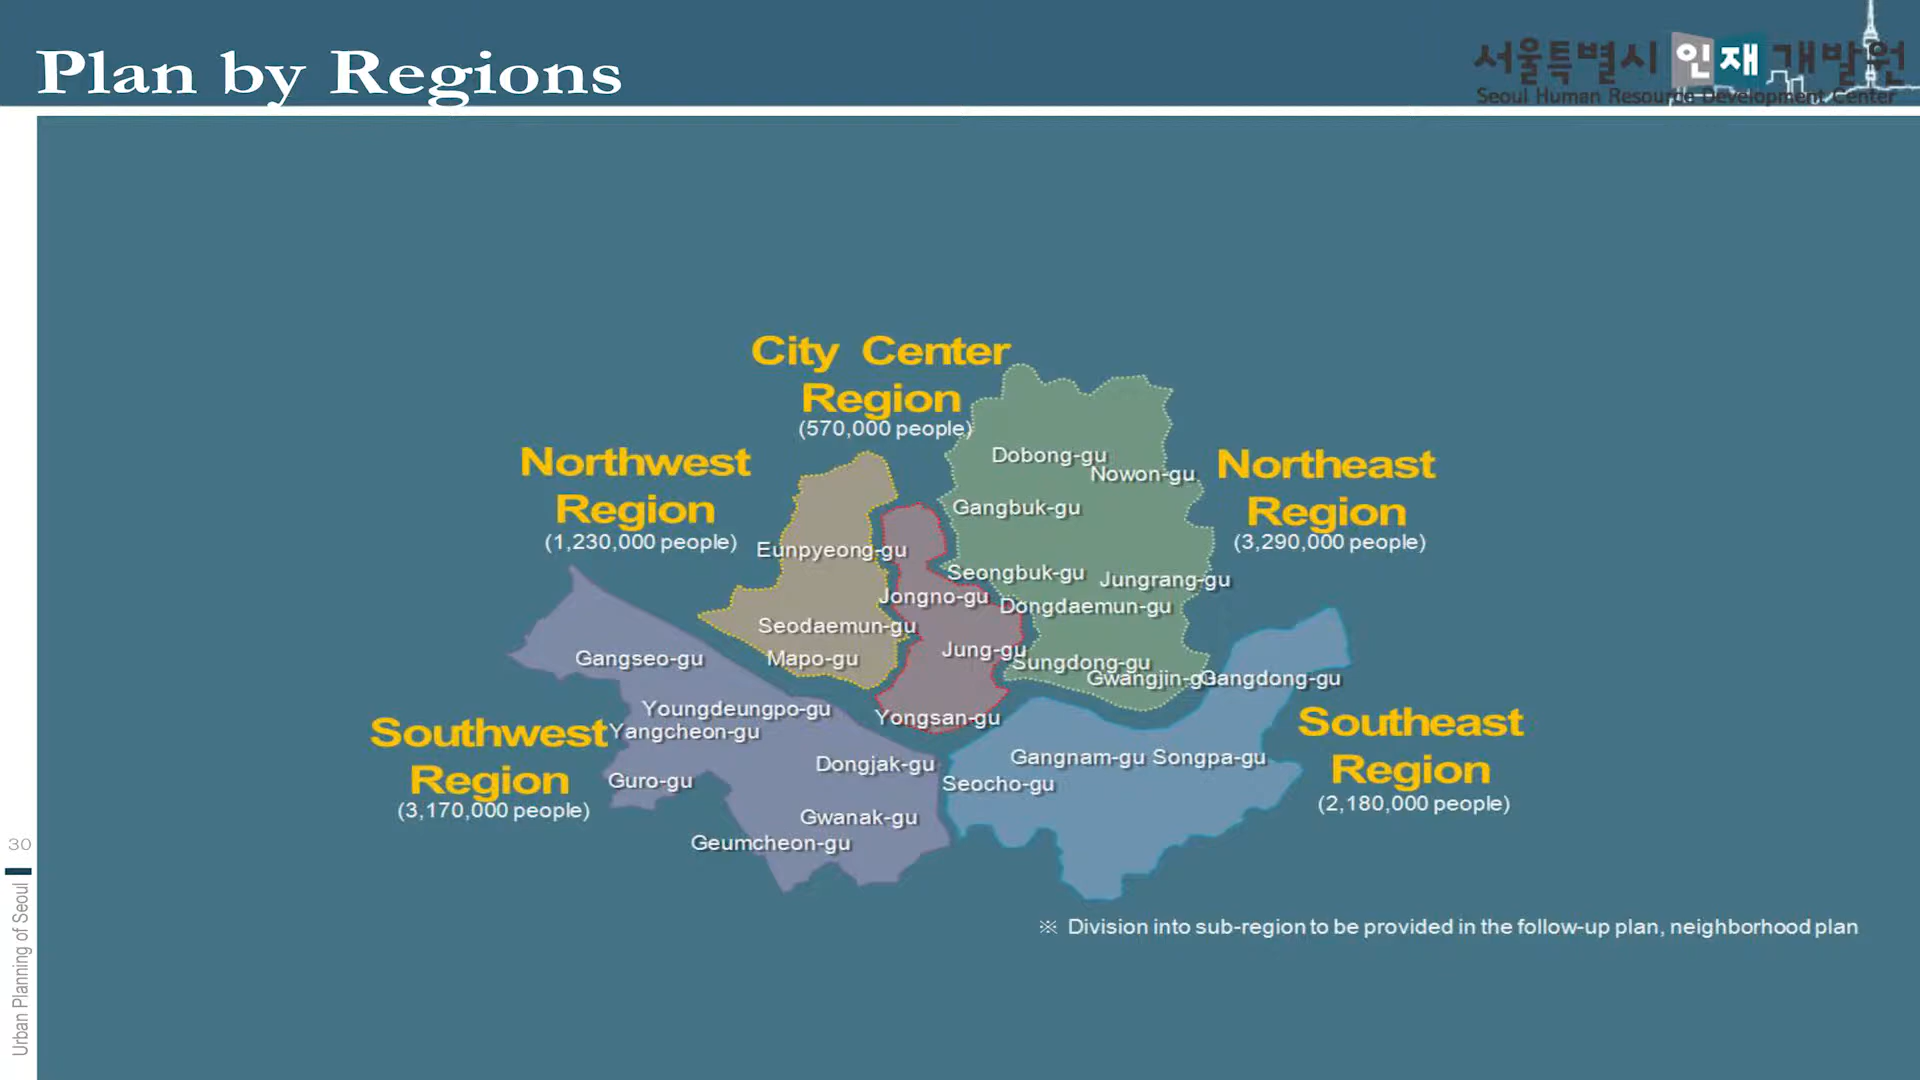 Plan by Regions
서울특별시 인재개발원
Seoul Human Resource Development Center
City Center
Region
(570,000 people)
Northwest
Region
(1,230,000 people)
Northeast
Region
(3,290,000 people)
Dobong-gu
Nowon-gu
Gangbuk-gu
Eunpyeong-gu
Seongbuk-gu
Jungrang-gu
Jongno-gu
Dongdaemun-gu
Seodaemun-gu
Jung-gu
Mapo-gu
Sungdong-gu
Gwangjin-gu
Gangdong-gu
Gangseo-gu
Youngdeungpo-gu
Yongsan-gu
Yangcheon-gu
Southwest
Region
(3,170,000 people)
Southeast
Region
(2,180,000 people)
Gangnam-gu Songpa-gu
Dongjak-gu
Seocho-gu
Guro-gu
Gwanak-gu
Geumcheon-gu
※ Division into sub-region to be provided in the follow-up plan, neighborhood plan
30
Urban Planning of Seoul